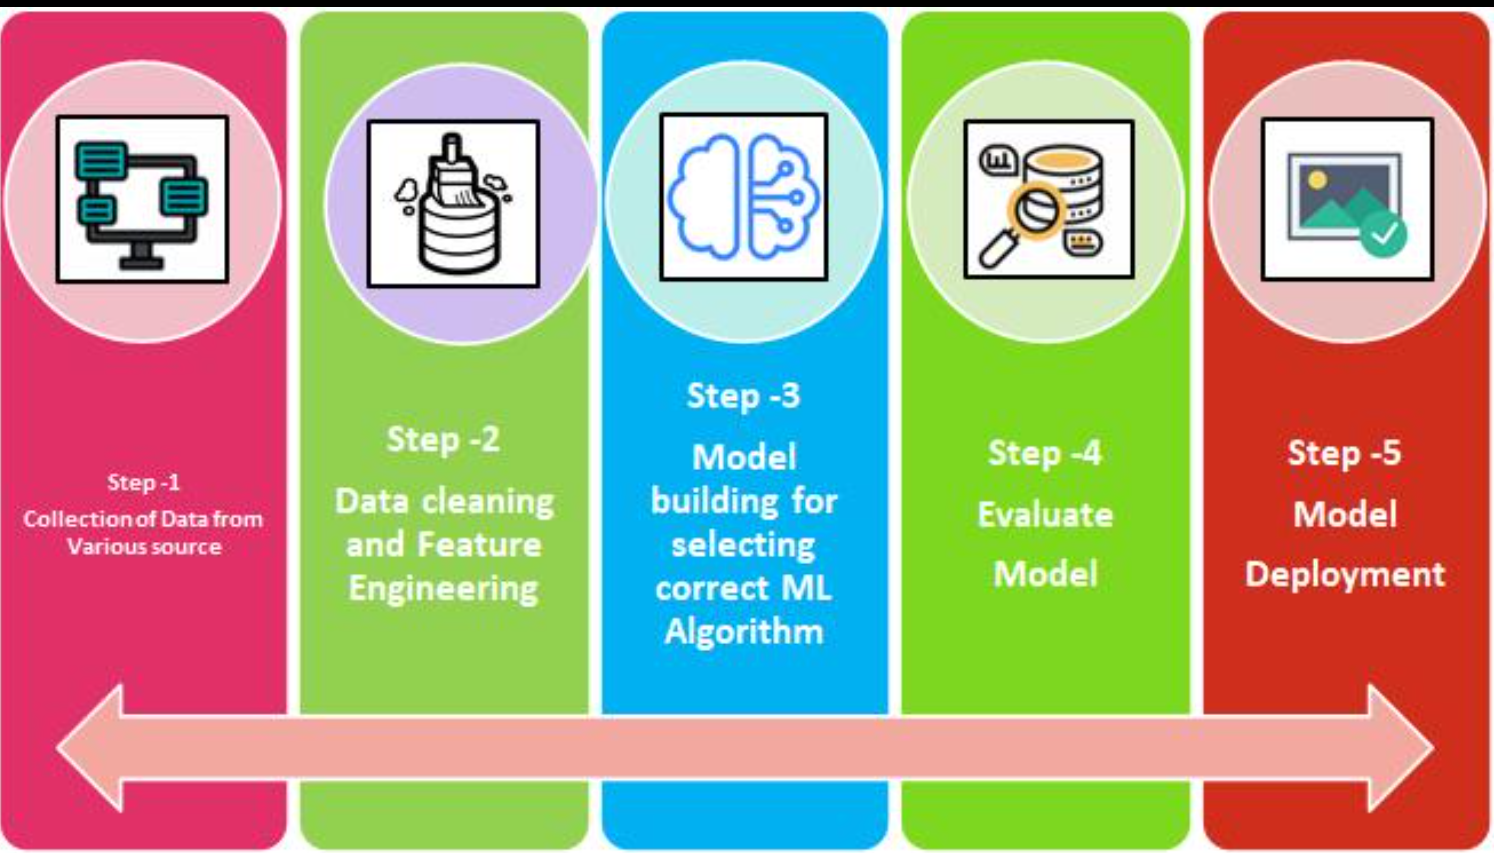 Step -1
Collection of Data from
Various source
Step -2
Data cleaning
and Feature
Engineering
Step -3
Model
building for
selecting
correct ML
Algorithm
Step -4
Evaluate
Model
Step -5
Model
Deployment